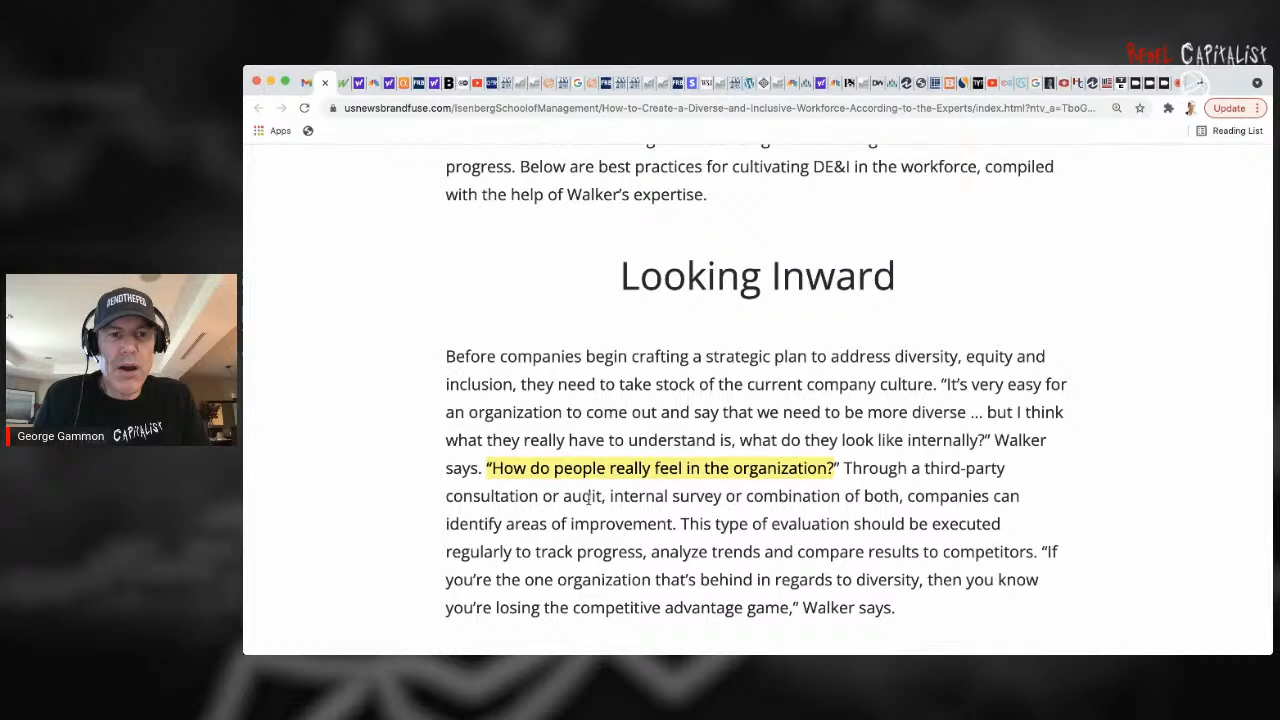 REBEL CAPITALIST
usnewsbrandfuse.com/IsenbergSchoolofManagement/How-to-Create-a-Diverse-and-Inclusive-Workforce-According-to-the-Experts/index.html?ntv_a=TboG...
Update
Apps
Reading List
progress. Below are best practices for cultivating DE&I in the workforce, compiled
with the help of Walker’s expertise.
Looking Inward
Before companies begin crafting a strategic plan to address diversity, equity and
inclusion, they need to take stock of the current company culture. “It’s very easy for
an organization to come out and say that we need to be more diverse ... but I think
what they really have to understand is, what do they look like internally?” Walker
says. “How do people really feel in the organization?” Through a third-party
consultation or audit, internal survey or combination of both, companies can
identify areas of improvement. This type of evaluation should be executed
regularly to track progress, analyze trends and compare results to competitors. “If
you’re the one organization that’s behind in regards to diversity, then you know
you’re losing the competitive advantage game,” Walker says.
#ENDTHEFED
CAPITALIST
George Gammon